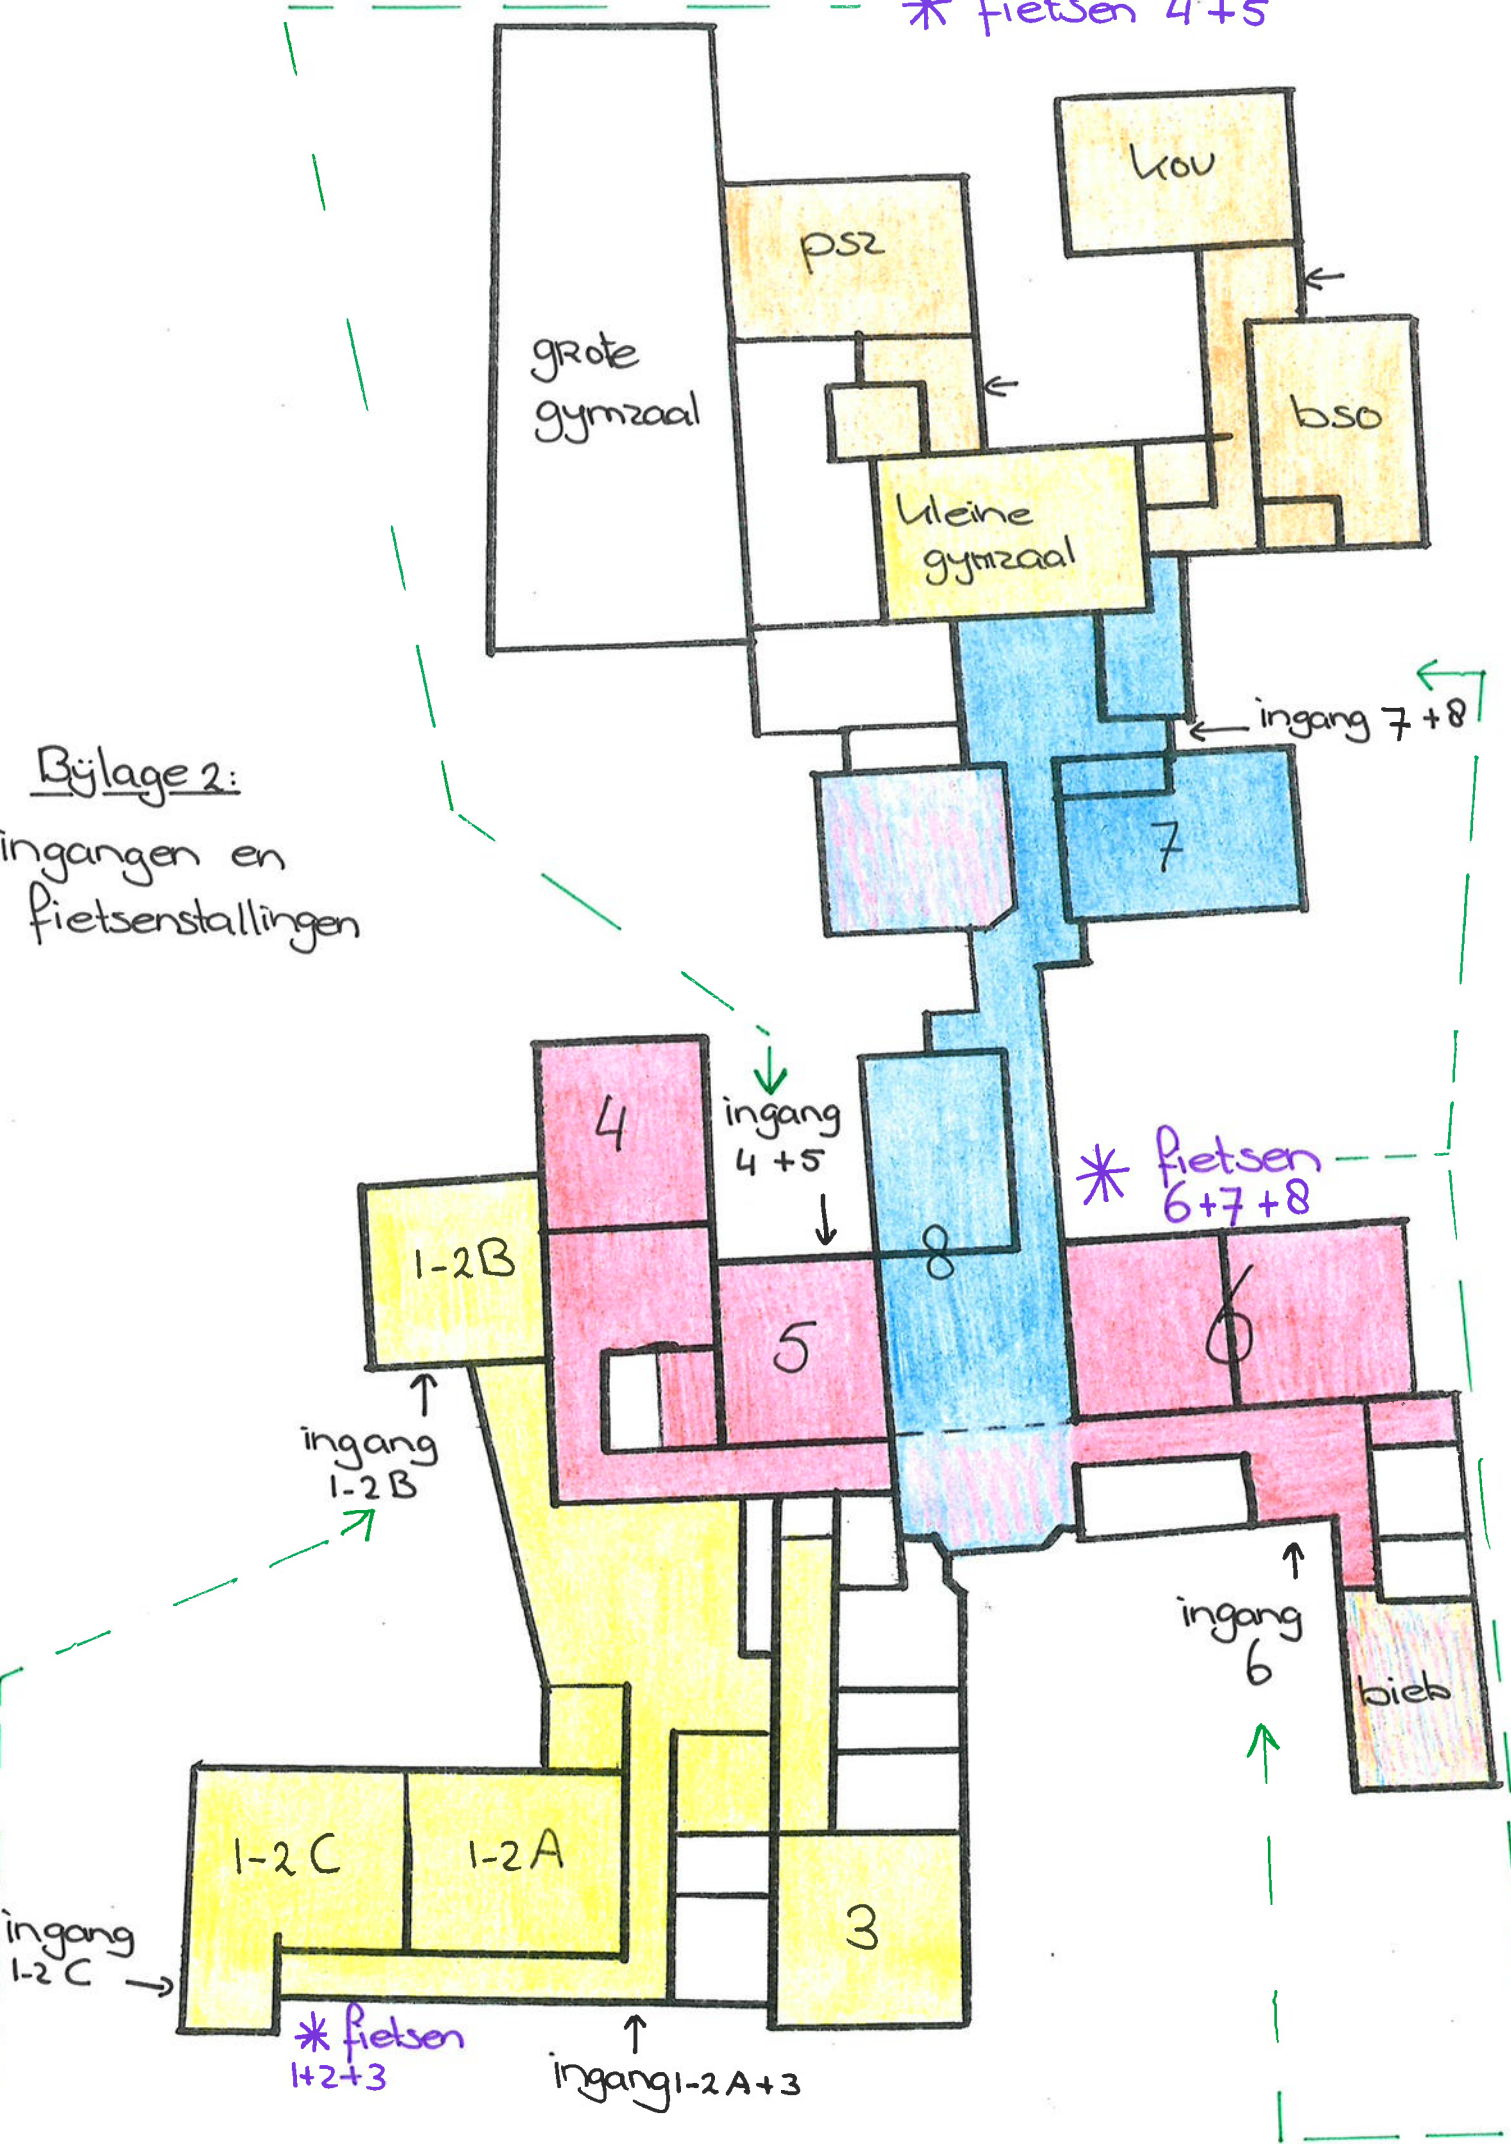 * fietsen 4+5
kov
psz
grote
gymzaal
bso
kleine
gymzaal
ingang 7+8
Bijlage 2:
ingangen en
fietsenstallingen
7
4
ingang
4+5
* fietsen
6+7+8
1-2B
8
5
6
ingang
1-2B
ingang
6
bieb
1-2C
1-2A
3
ingang
1-2C
* fietsen
1+2+3
ingang 1-2A+3